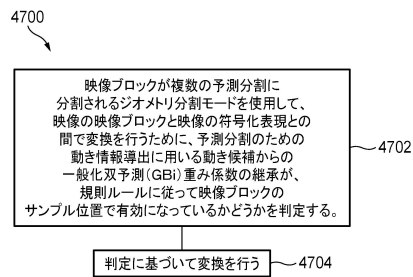 4700
映像ブロックが複数の予測分割に
分割されるジオメトリ分割モードを使用して、
映像の映像ブロックと映像の符号化表現との
間で変換を行うために、予測分割のための
動き情報導出に用いる動き候補からの
一般化双予測(GBi)重み係数の継承が、
規則ルールに従って映像ブロックの
サンプル位置で有効になっているかどうかを判定する。
4702
判定に基づいて変換を行う
4704